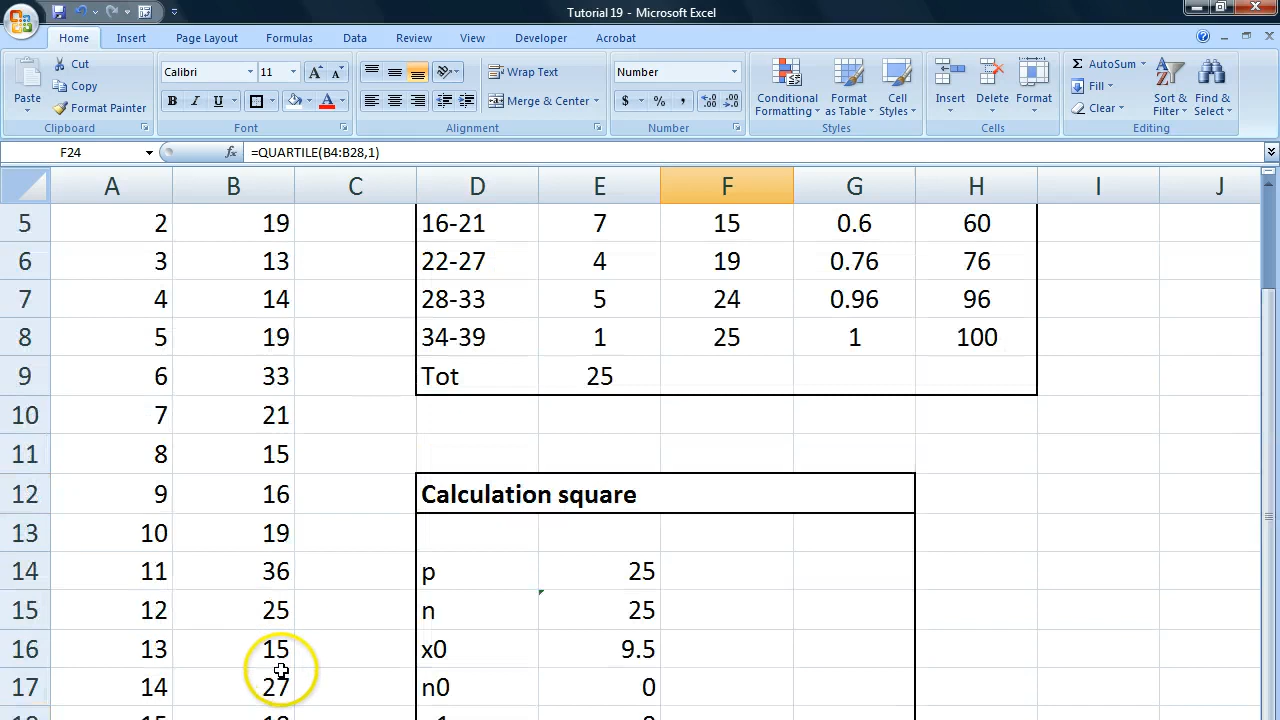 Tutorial 19 - Microsoft Excel
Home Insert Page Layout Formulas Data Review View Developer Acrobat
Paste
Cut
Copy
Format Painter
Clipboard
Calibri 11
B I U
Font
Wrap Text
Merge & Center
Alignment
Number
$ % ,
Number
Conditional Formatting
Format as Table
Cell Styles
Styles
Insert
Delete
Format
Cells
Σ AutoSum
Fill
Clear
Sort & Filter
Find & Select
Editing
F24 fx =QUARTILE(B4:B28,1)
A B C D E F G H I J
5 2 19 16-21 7 15 0.6 60
6 3 13 22-27 4 19 0.76 76
7 4 14 28-33 5 24 0.96 96
8 5 19 34-39 1 25 1 100
9 6 33 Tot 25
10 7 21
11 8 15
12 9 16 Calculation square
13 10 19
14 11 36 p 25
15 12 25 n 25
16 13 15 x0 9.5
17 14 27 n0 0